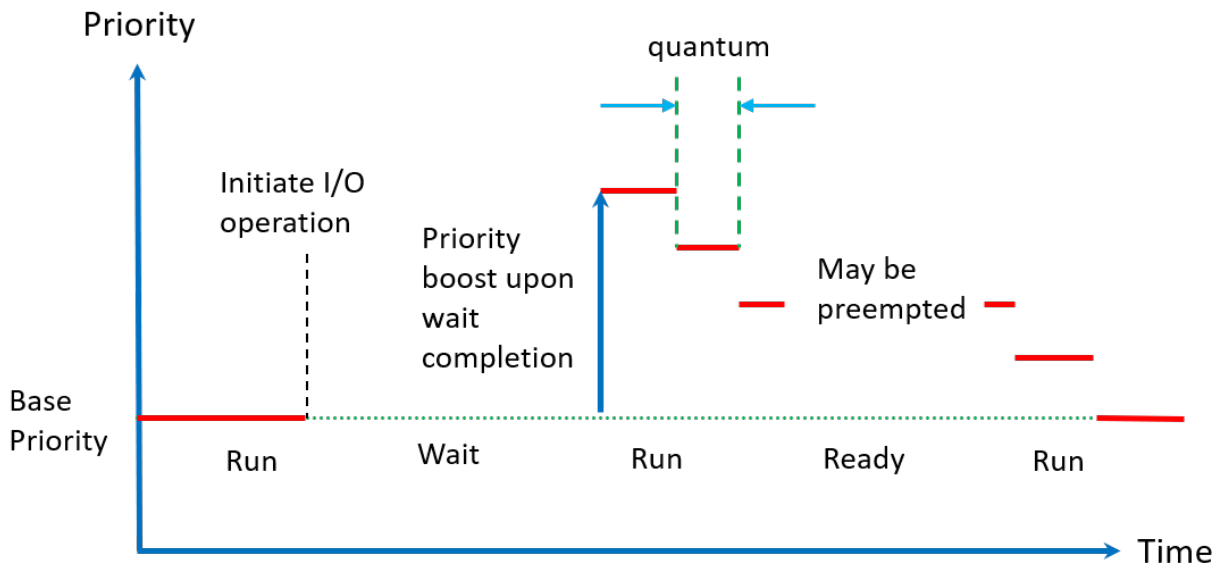 Priority
quantum
Initiate I/O
operation
Priority
boost upon
wait
completion
May be
preempted
Base
Priority
Run
Wait
Run
Ready
Run
Time